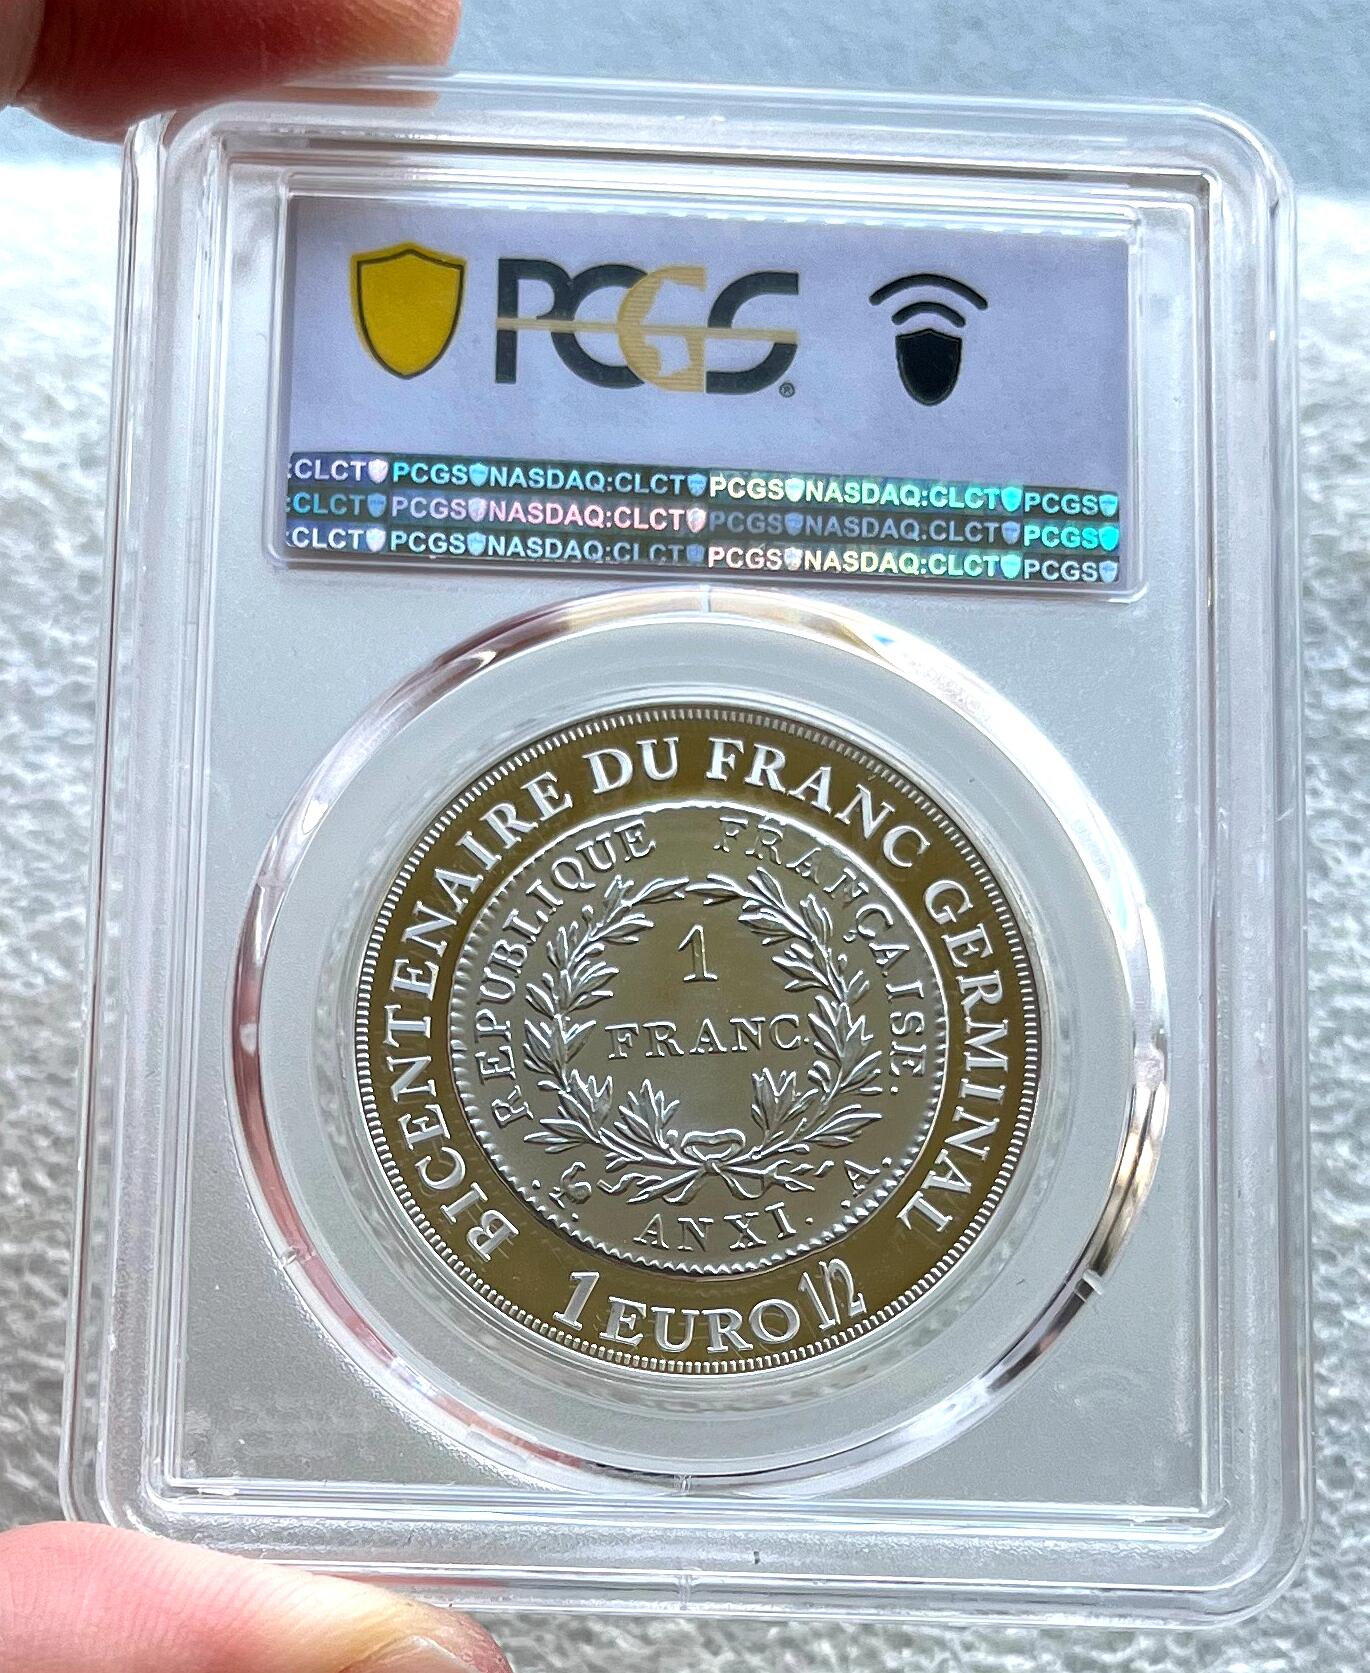 PCGS®
:CLCT PCGS NASDAQ:CLCT PCGS NASDAQ:CLCT PCGS
:CLCT PCGS NASDAQ:CLCT PCGS NASDAQ:CLCT PCGS
:CLCT PCGS NASDAQ:CLCT PCGS NASDAQ:CLCT PCGS
BICENTENAIRE DU FRANC GERMINAL
RÉPUBLIQUE FRANÇAISE.
1
FRANC.
AN XI. .A.
1 EURO 1/2